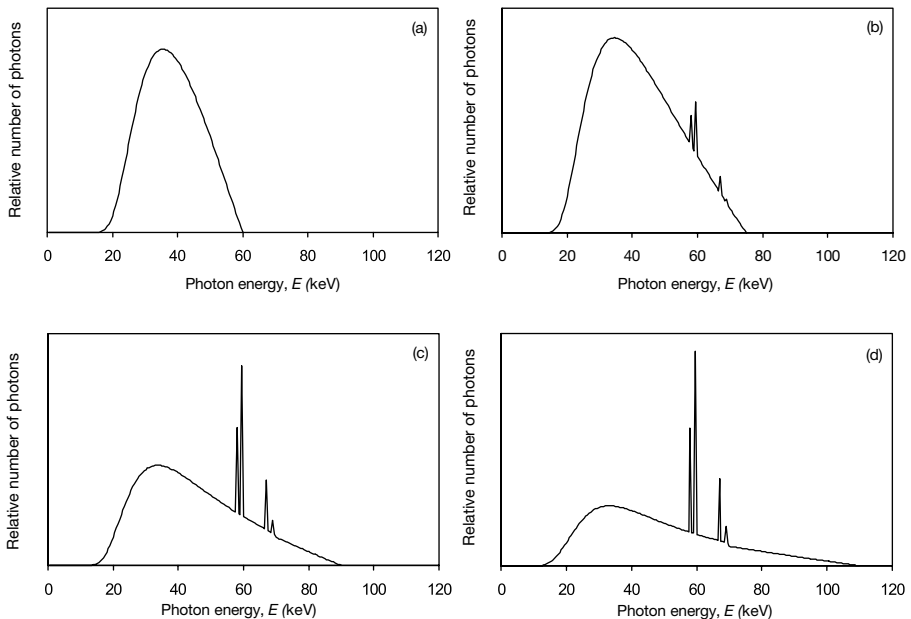 (a)
Relative number of photons
0 20 40 60 80 100 120
Photon energy, E (keV)
(b)
Relative number of photons
0 20 40 60 80 100 120
Photon energy, E (keV)
(c)
Relative number of photons
0 20 40 60 80 100 120
Photon energy, E (keV)
(d)
Relative number of photons
0 20 40 60 80 100 120
Photon energy, E (keV)